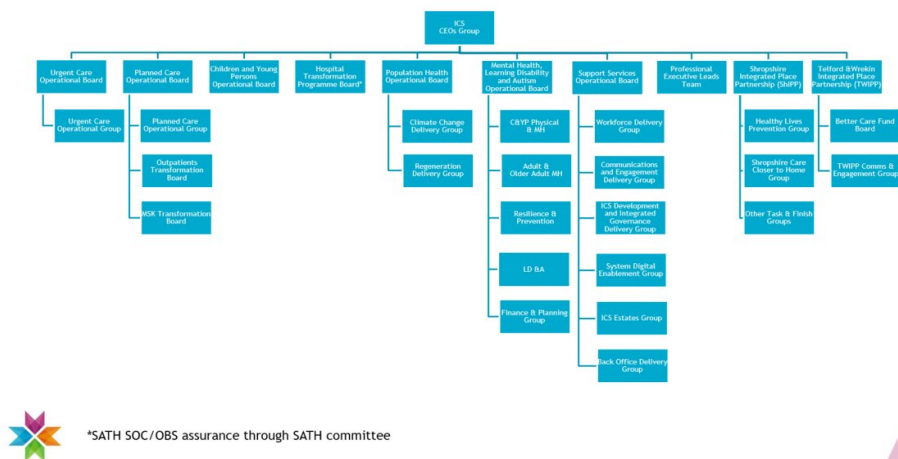 ICS
CEOs Group
Urgent Care
Operational Board
Planned Care
Operational Board
Children and Young
Persons
Operational Board
Hospital
Transformation
Programme Board*
Population Health
Operational Board
Mental Health,
Learning Disability
and Autism
Operational Board
Support Services
Operational Board
Professional
Executive Leads
Team
Shropshire
Integrated Place
Partnership (ShiPP)
Telford &Wrekin
Integrated Place
Partnership (TWIPP)
Urgent Care
Operational Group
Planned Care
Operational Group
Outpatients
Transformation
Board
MSK Transformation
Board
Climate Change
Delivery Group
Regeneration
Delivery Group
C&YP Physical
& MH
Adult &
Older Adult MH
Resilience &
Prevention
LD &A
Finance & Planning
Group
Workforce Delivery
Group
Communications
and Engagement
Delivery Group
ICS Development
and Integrated
Governance
Delivery Group
System Digital
Enablement Group
ICS Estates Group
Back Office Delivery
Group
Healthy Lives
Prevention Group
Shropshire Care
Closer to Home
Group
Other Task & Finish
Groups
Better Care Fund
Board
TWIPP Comms &
Engagement Group
*SATH SOC/OBS assurance through SATH committee